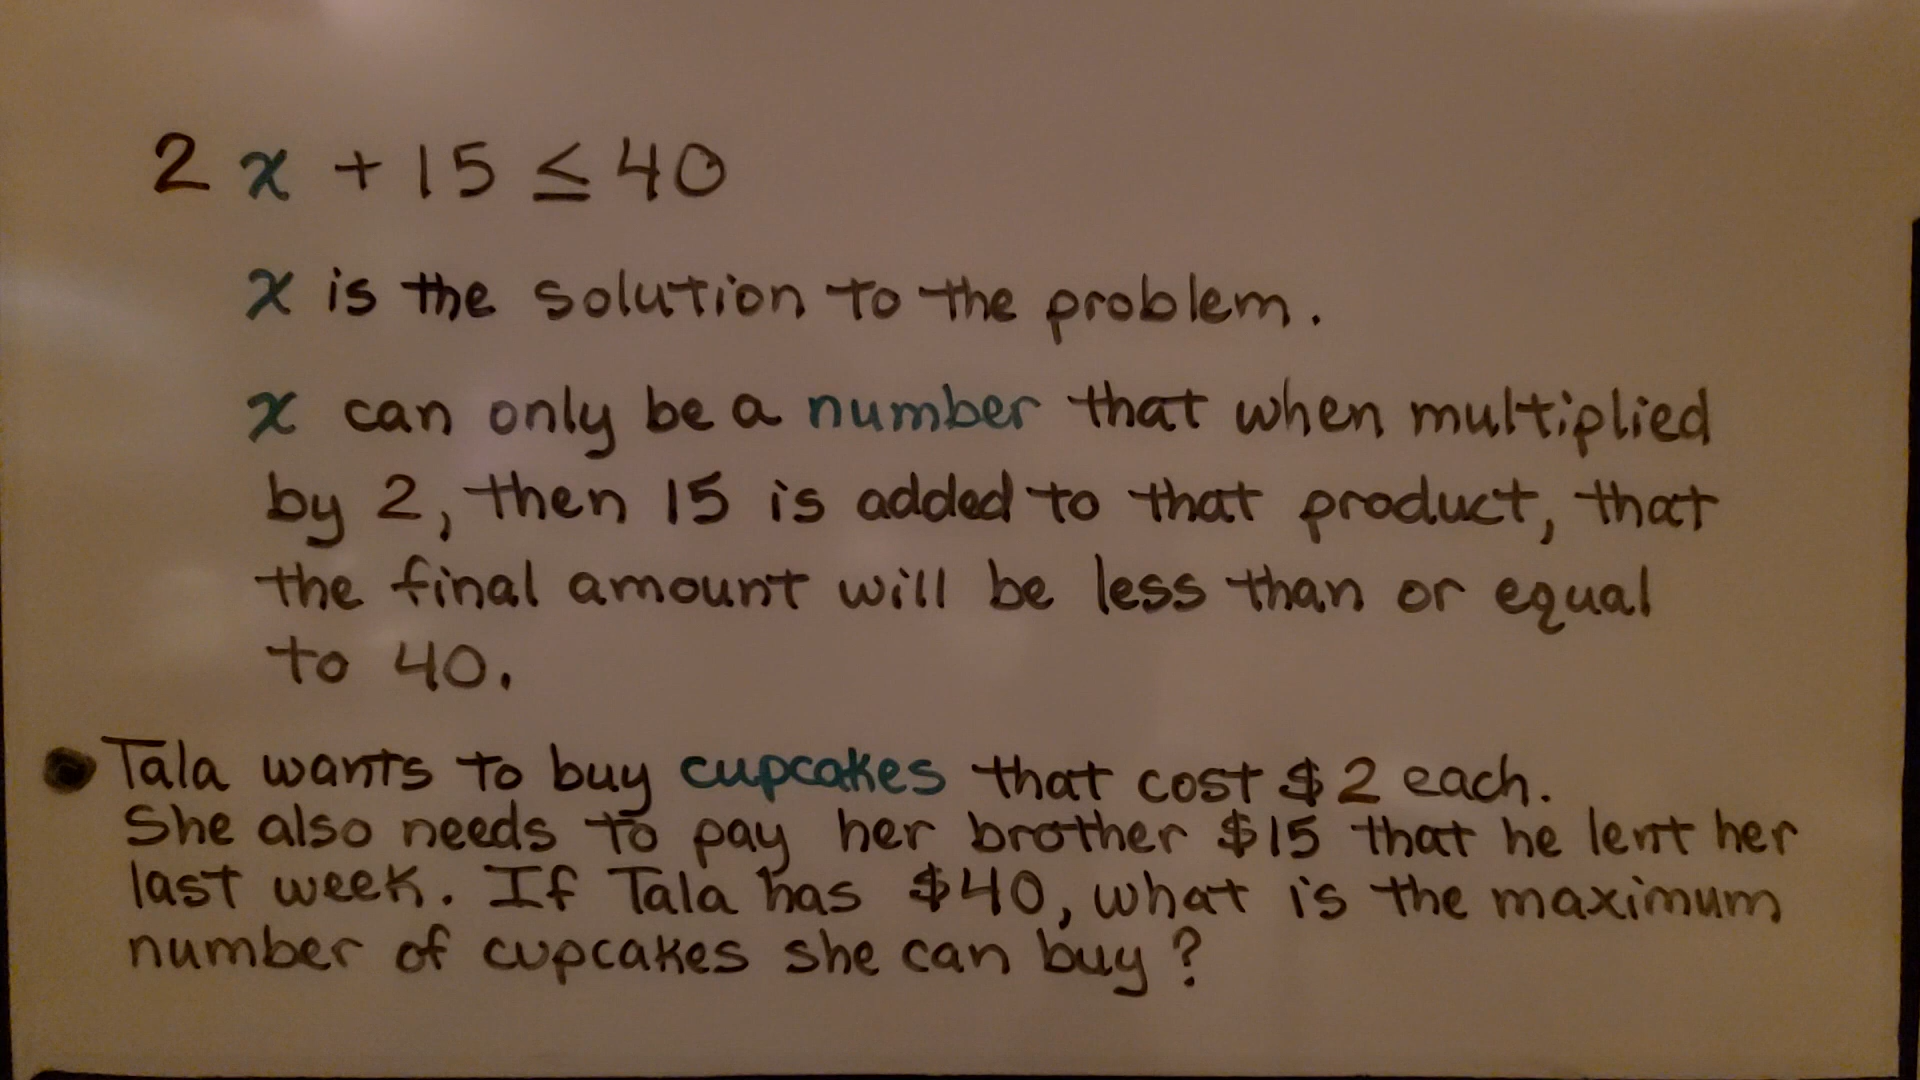 2 x + 15 ≤ 40
x is the solution to the problem.
x can only be a number that when multiplied
by 2, then 15 is added to that product, that
the final amount will be less than or equal
to 40.
• Tala wants to buy cupcakes that cost $2 each.
She also needs to pay her brother $15 that he lent her
last week. If Tala has $40, what is the maximum
number of cupcakes she can buy?